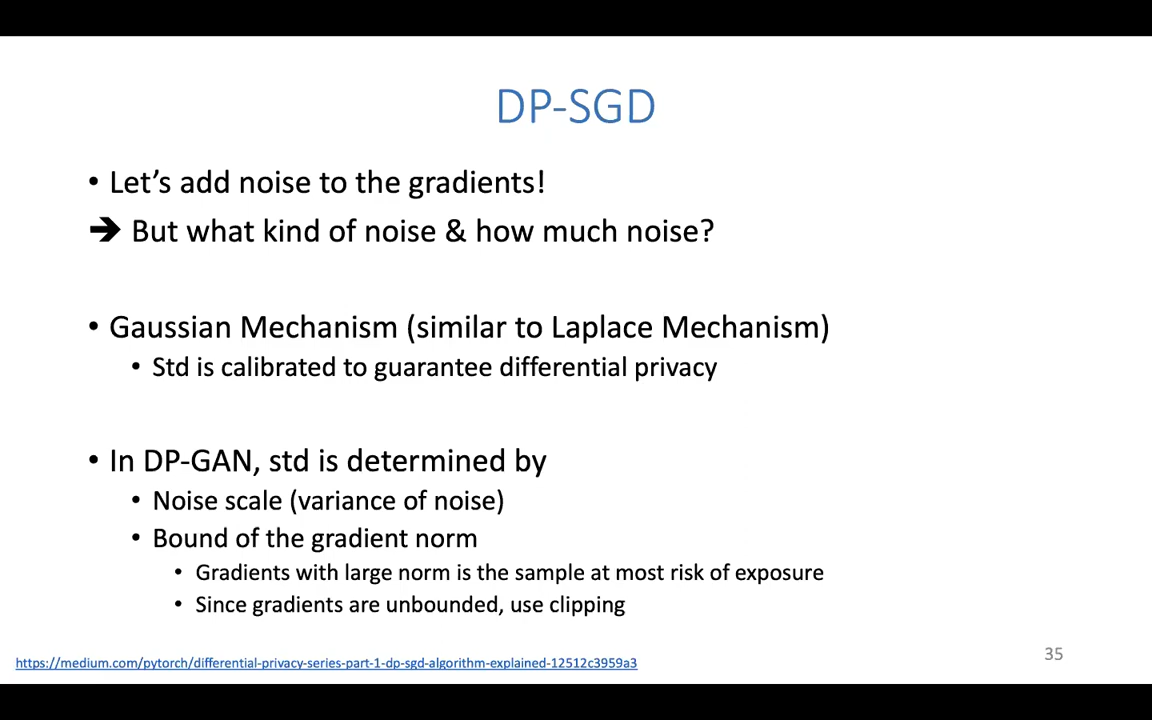 DP-SGD
• Let’s add noise to the gradients!
➔ But what kind of noise & how much noise?
• Gaussian Mechanism (similar to Laplace Mechanism)
• Std is calibrated to guarantee differential privacy
• In DP-GAN, std is determined by
• Noise scale (variance of noise)
• Bound of the gradient norm
• Gradients with large norm is the sample at most risk of exposure
• Since gradients are unbounded, use clipping
https://medium.com/pytorch/differential-privacy-series-part-1-dp-sgd-algorithm-explained-12512c3959a3
35